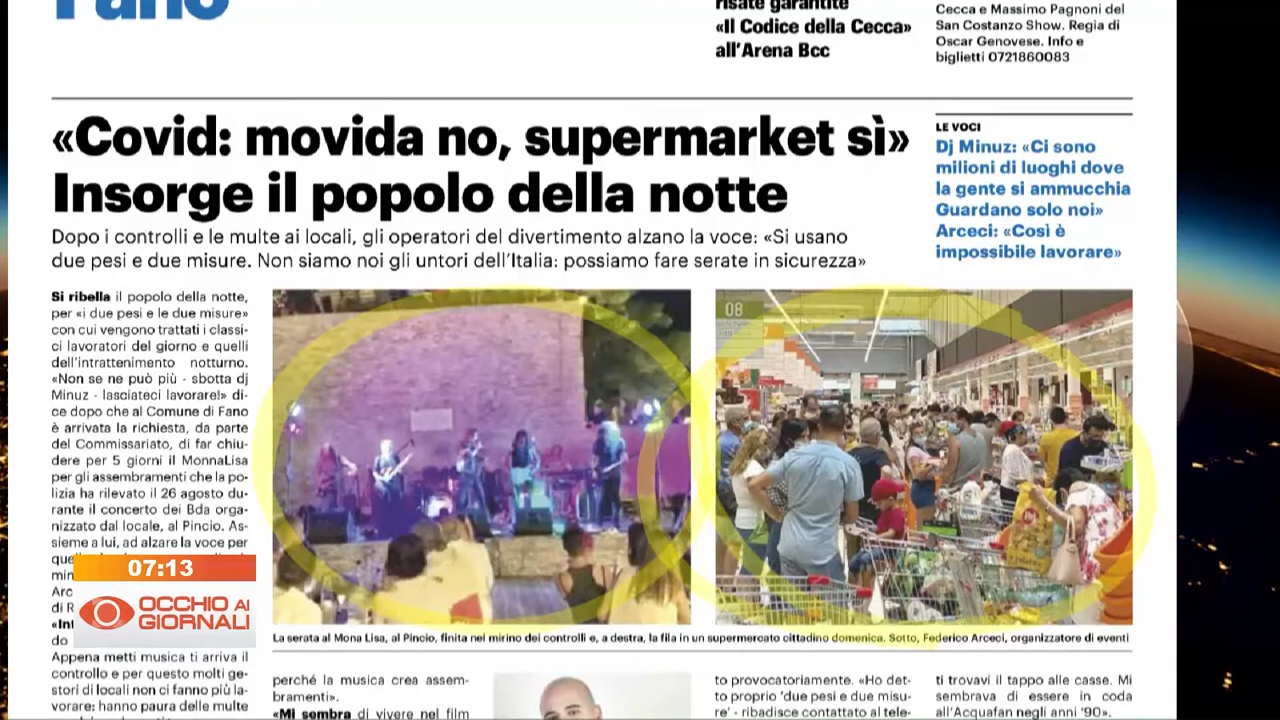 Fano
risate garantite
«Il Codice della Cecca»
all'Arena Bcc
Cecca e Massimo Pagnoni del
San Costanzo Show. Regia di
Oscar Genovese. Info e
biglietti 0721860083
«Covid: movida no, supermarket sì»
Insorge il popolo della notte
Dopo i controlli e le multe ai locali, gli operatori del divertimento alzano la voce: «Si usano
due pesi e due misure. Non siamo noi gli untori dell'Italia: possiamo fare serate in sicurezza»
LE VOCI
Dj Minuz: «Ci sono
milioni di luoghi dove
la gente si ammucchia
Guardano solo noi»
Arceci: «Così è
impossibile lavorare»
Si ribella il popolo della notte,
per «i due pesi e le due misure»
con cui vengono trattati i classi-
ci lavoratori del giorno e quelli
dell'intrattenimento notturno.
«Non se ne può più - sbotta dj
Minuz - lasciateci lavorare!» di-
ce dopo che al Comune di Fano
è arrivata la richiesta, da parte
del Commissariato, di far chiu-
dere per 5 giorni il MonnaLisa
per gli assembramenti che la po-
lizia ha rilevato il 26 agosto du-
rante il concerto dei Bda orga-
nizzato dal locale, al Pincio. As-
sieme a lui, ad alzare la voce per
min
Arc
di R
do
Appena metti musica ti arriva il
controllo e per questo molti ge-
stori di locali non ci fanno più la-
vorare: hanno paura delle multe
08
07:13
OCCHIO AI
GIORNALI
La serata al Mona Lisa, al Pincio, finita nel mirino dei controlli e, a destra, la fila in un supermercato cittadino domenica. Sotto, Federico Arceci, organizzatore di eventi
perché la musica crea assem-
bramenti».
«Mi sembra di vivere nel film
to provocatoriamente. «Ho det-
to proprio 'due pesi e due misu-
re' - ribadisce contattato al tele-
ti trovavi il tappo alle casse. Mi
sembrava di essere in coda
all'Acquafan negli anni '90».